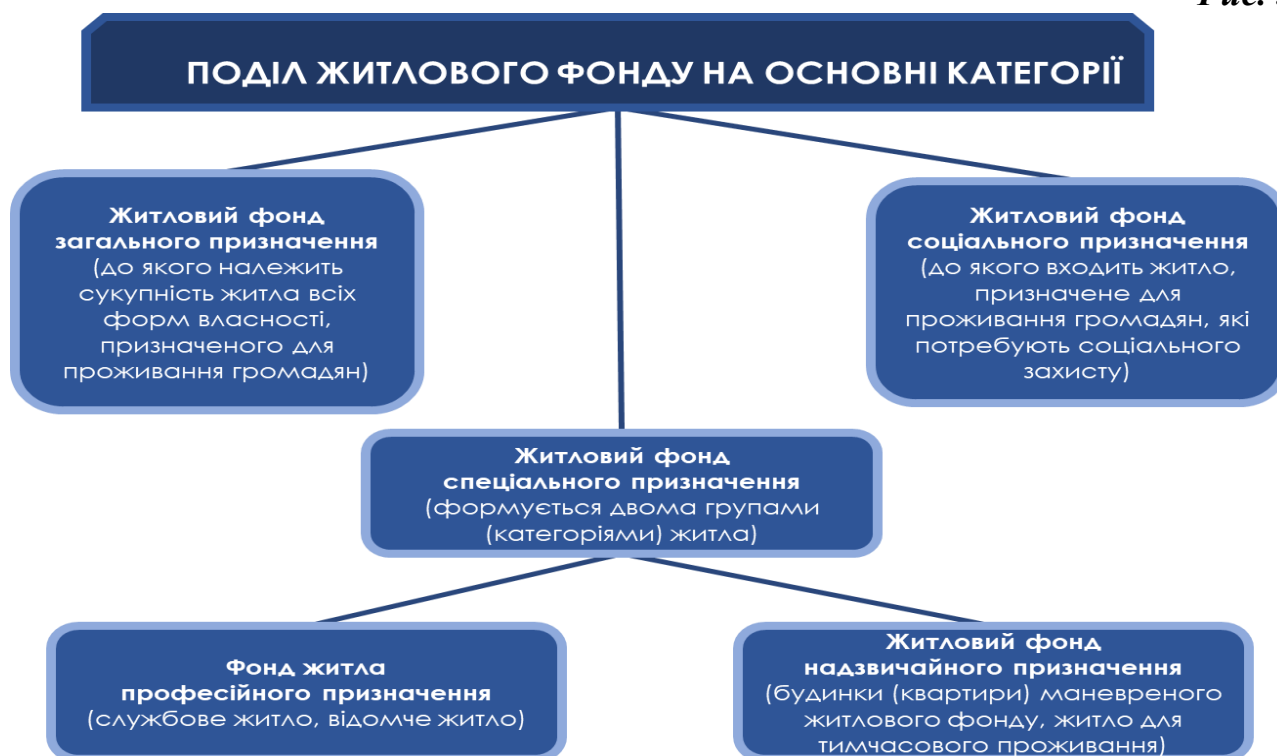 Рис.
ПОДІЛ ЖИТЛОВОГО ФОНДУ НА ОСНОВНІ КАТЕГОРІЇ
Житловий фонд
загального призначення
(до якого належить
сукупність житла всіх
форм власності,
призначеного для
проживання громадян)
Житловий фонд
соціального призначення
(до якого входить житло,
призначене для
проживання громадян, які
потребують соціального
захисту)
Житловий фонд
спеціального призначення
(формується двома групами
(категоріями) житла)
Фонд житла
професійного призначення
(службове житло, відомче житло)
Житловий фонд
надзвичайного призначення
(будинки (квартири) маневреного
житлового фонду, житло для
тимчасового проживання)